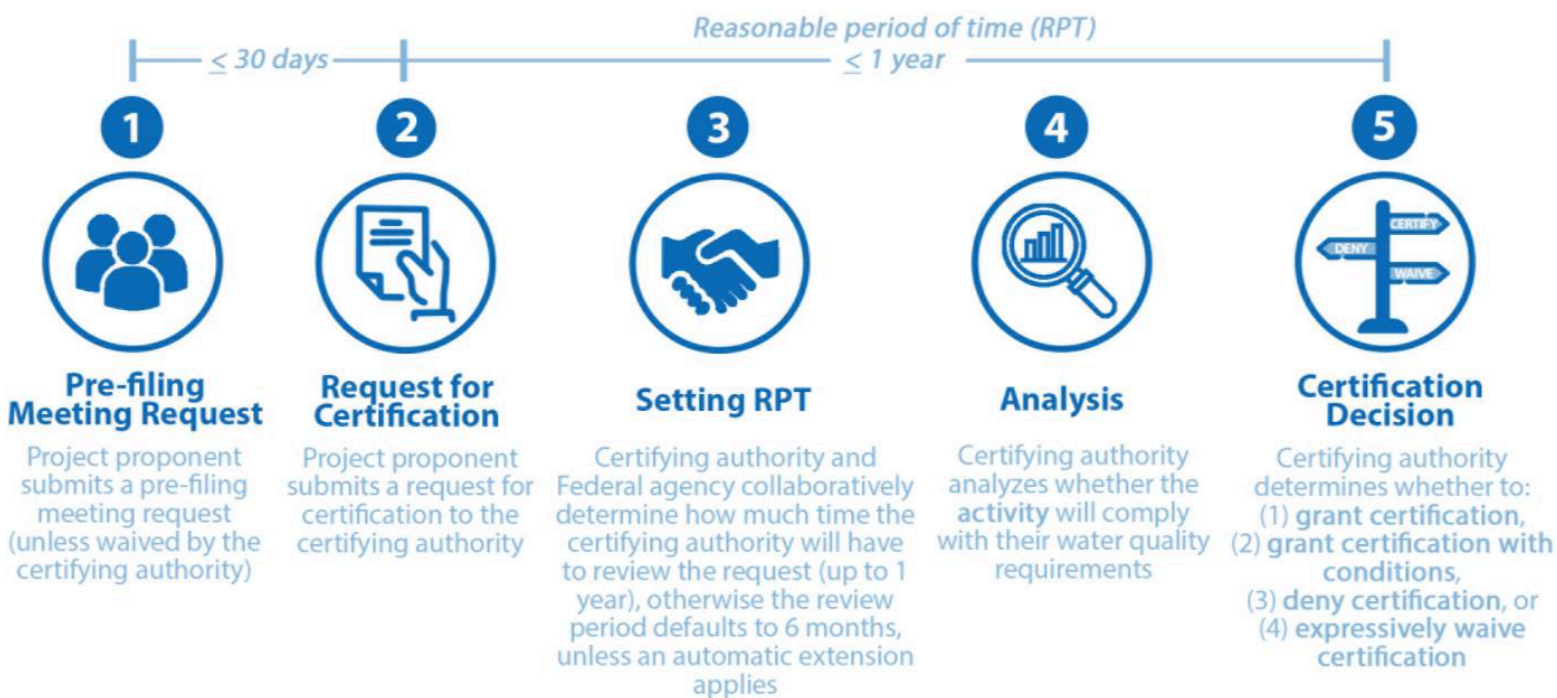 Reasonable period of time (RPT)
≤ 30 days
≤ 1 year
1
2
3
4
5
CERTIFY
DENY
WAIVE
Pre-filing
Meeting Request
Project proponent
submits a pre-filing
meeting request
(unless waived by the
certifying authority)
Request for
Certification
Project proponent
submits a request for
certification to the
certifying authority
Setting RPT
Certifying authority and
Federal agency collaboratively
determine how much time the
certifying authority will have
to review the request (up to 1
year), otherwise the review
period defaults to 6 months,
unless an automatic extension
applies
Analysis
Certifying authority
analyzes whether the
activity will comply
with their water quality
requirements
Certification
Decision
Certifying authority
determines whether to:
(1) grant certification,
(2) grant certification with
conditions,
(3) deny certification, or
(4) expressively waive
certification